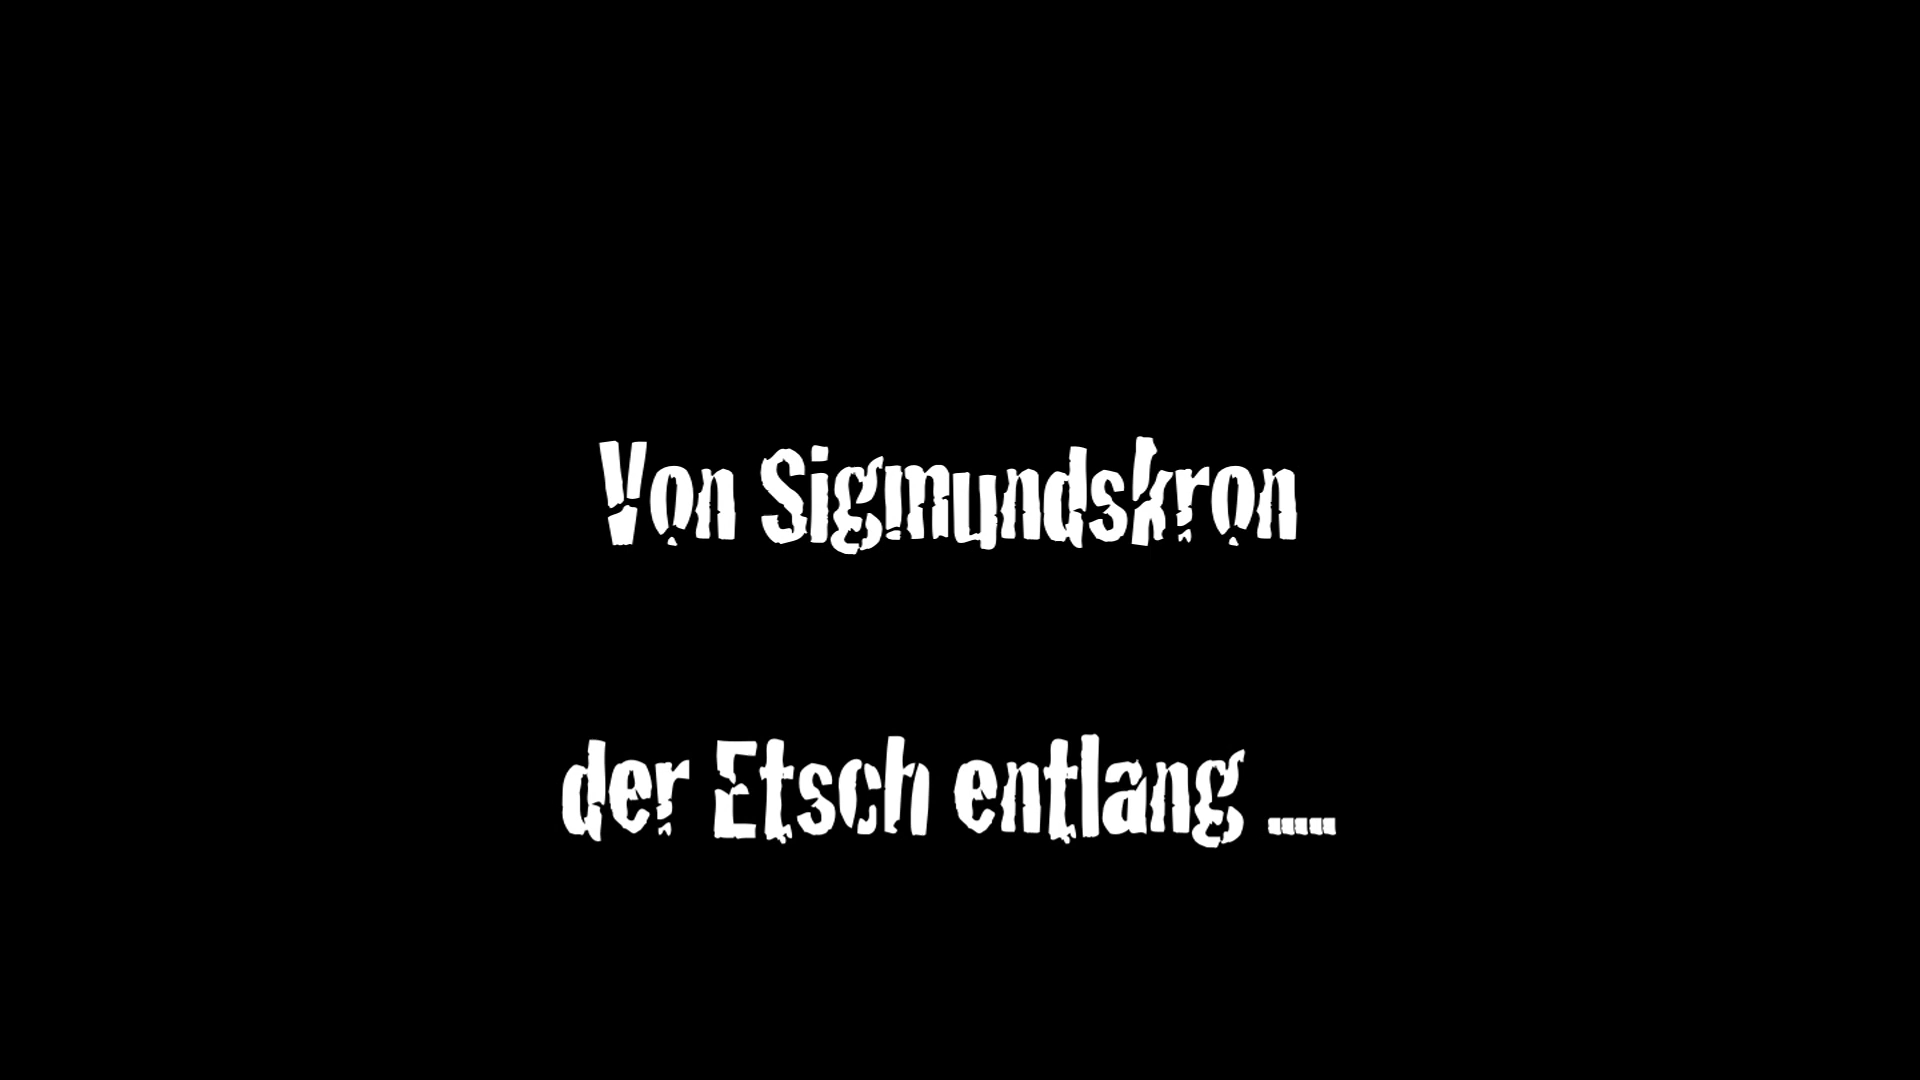 Von Sigmundskron
der Etsch entlang .....